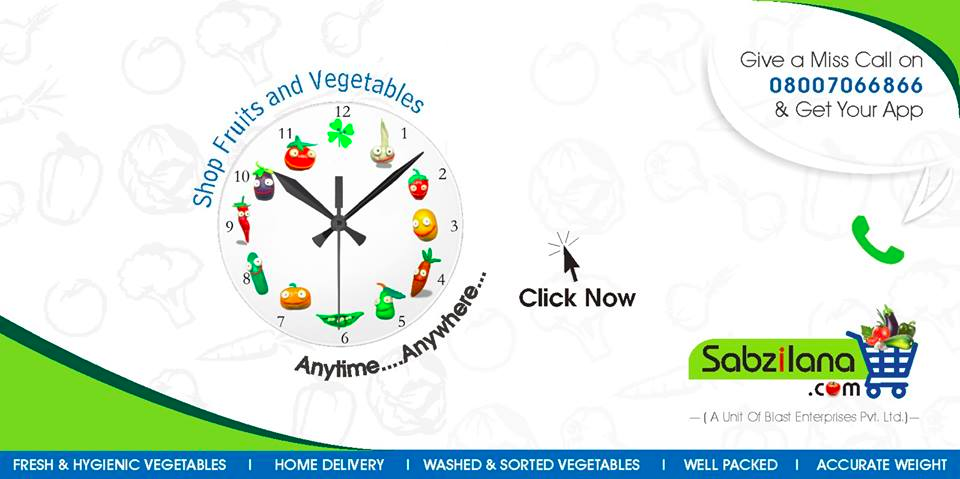 Give a Miss Call on
08007066866
& Get Your App
Shop Fruits and Vegetables
12
1
2
3
4
5
6
7
8
9
10
11
Anytime....Anywhere...
Click Now
Sabzilana
.com
( A Unit Of Blast Enterprises Pvt. Ltd.)
FRESH & HYGIENIC VEGETABLES I HOME DELIVERY I WASHED & SORTED VEGETABLES I WELL PACKED I ACCURATE WEIGHT